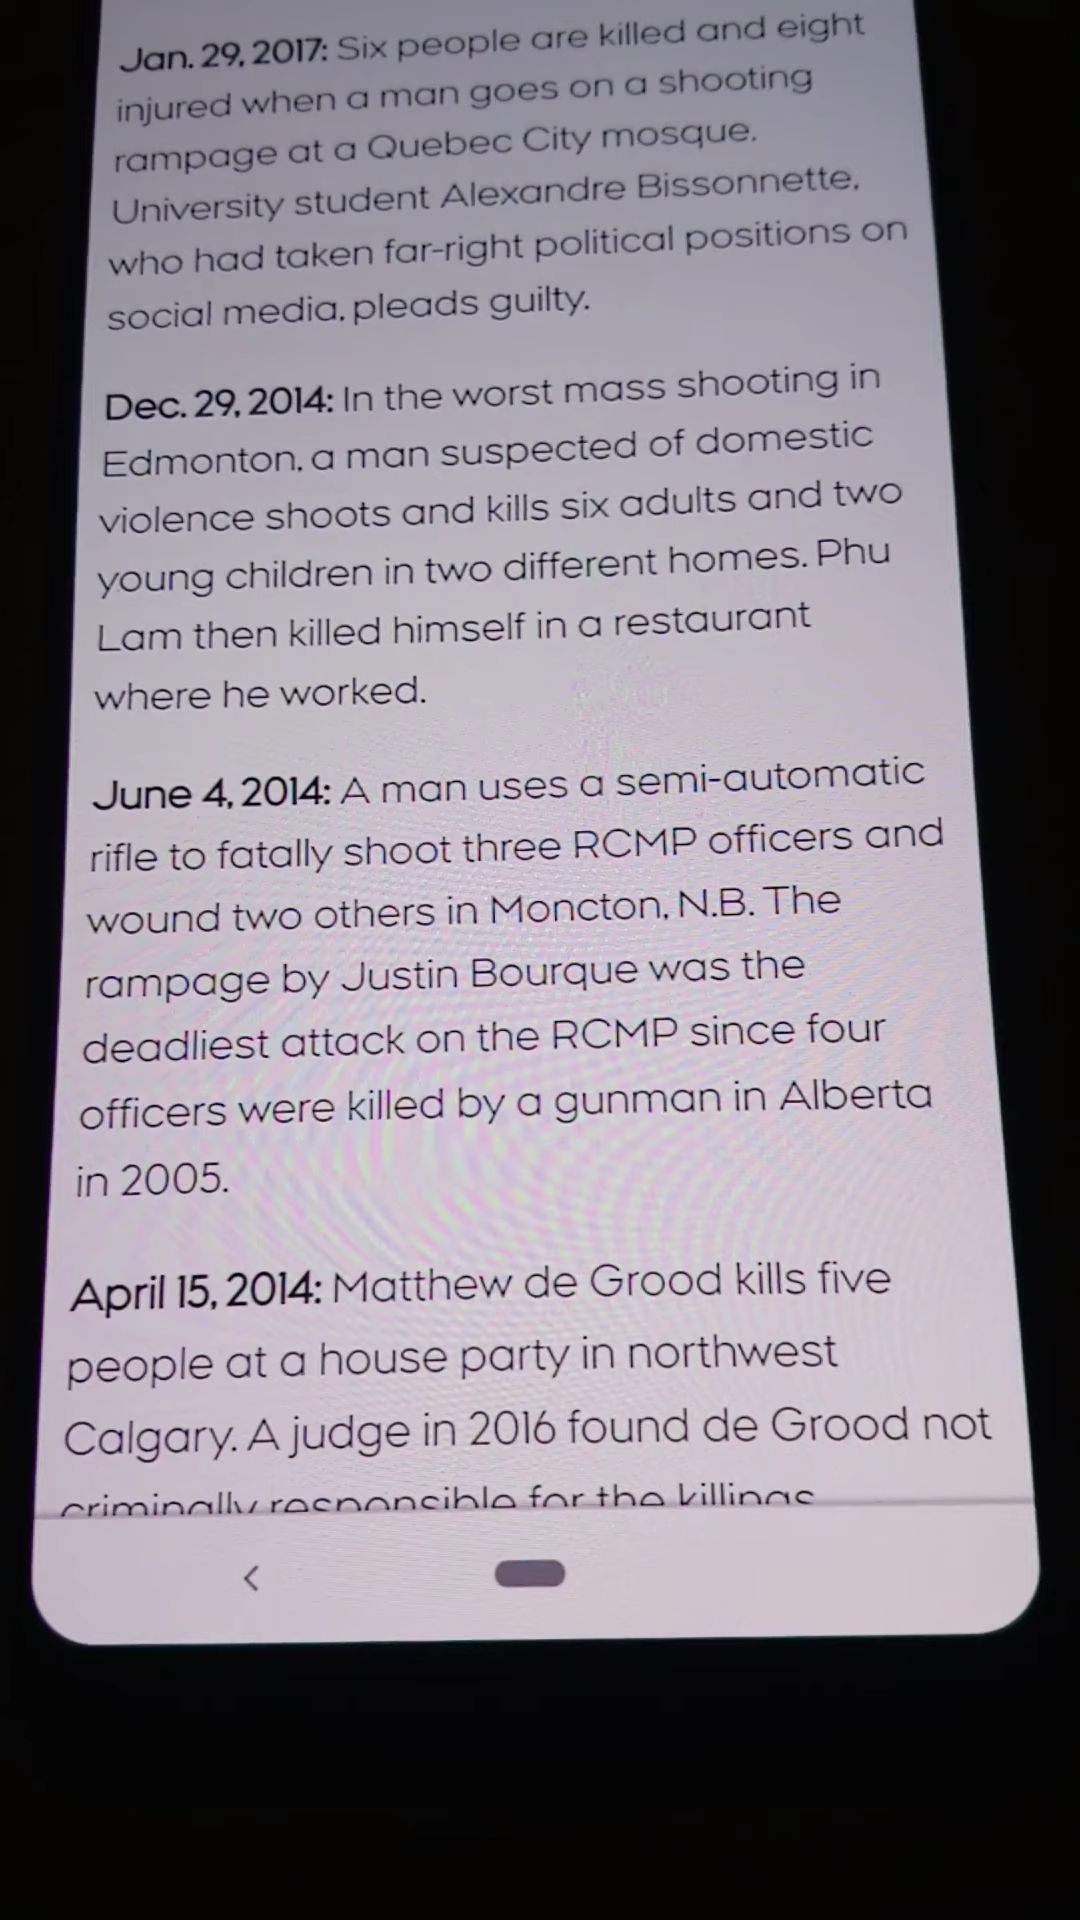 Jan. 29, 2017: Six people are killed and eight
injured when a man goes on a shooting
rampage at a Quebec City mosque.
University student Alexandre Bissonnette,
who had taken far-right political positions on
social media, pleads guilty.
Dec. 29, 2014: In the worst mass shooting in
Edmonton, a man suspected of domestic
violence shoots and kills six adults and two
young children in two different homes. Phu
Lam then killed himself in a restaurant
where he worked.
June 4, 2014: A man uses a semi-automatic
rifle to fatally shoot three RCMP officers and
wound two others in Moncton, N.B. The
rampage by Justin Bourque was the
deadliest attack on the RCMP since four
officers were killed by a gunman in Alberta
in 2005.
April 15, 2014: Matthew de Grood kills five
people at a house party in northwest
Calgary. A judge in 2016 found de Grood not
criminally responsible for the killings